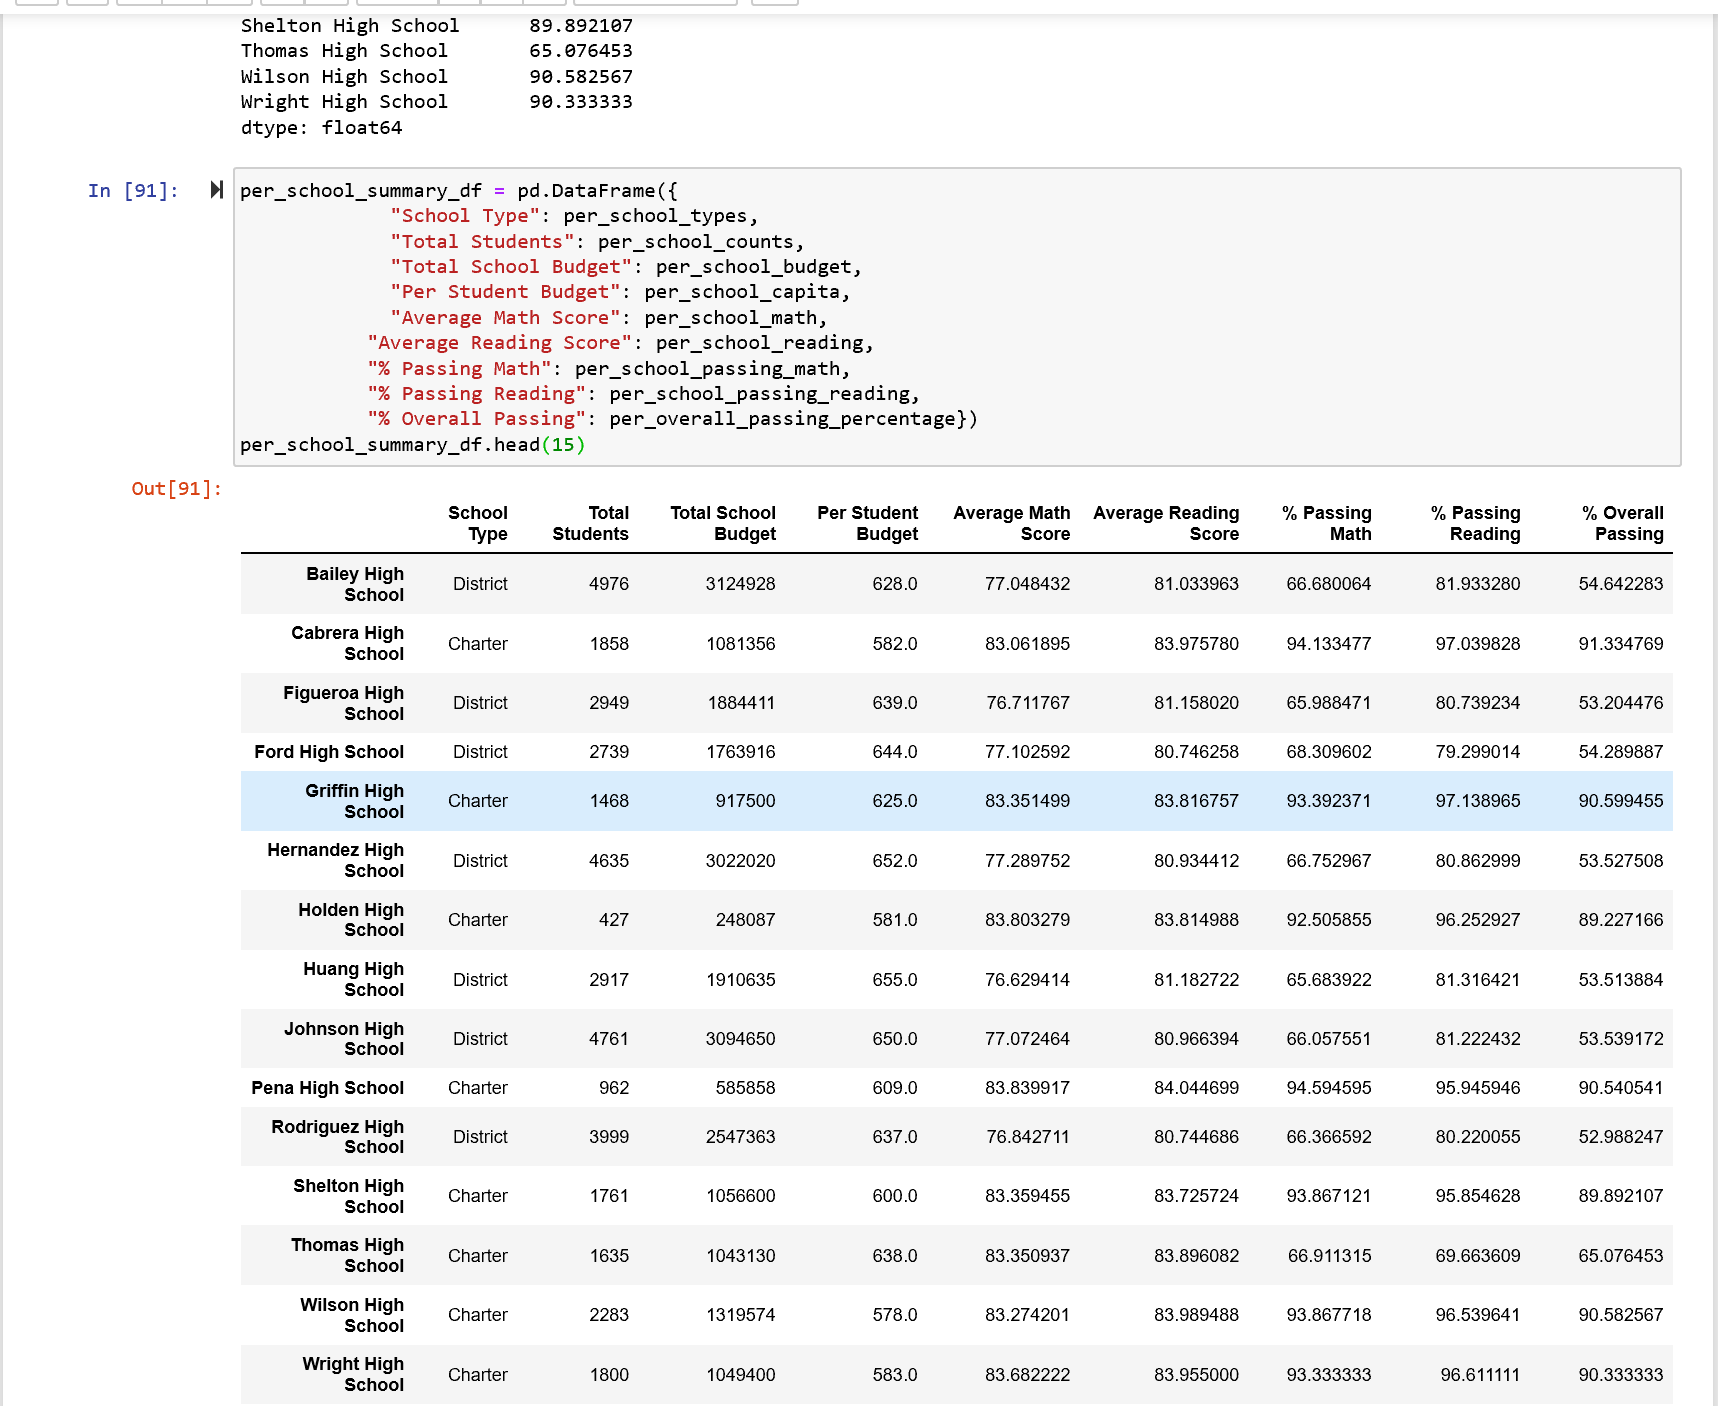 Shelton High School 89.892107
Thomas High School 65.076453
Wilson High School 90.582567
Wright High School 90.333333
dtype: float64
In [91]:
per_school_summary_df = pd.DataFrame({
"School Type": per_school_types,
"Total Students": per_school_counts,
"Total School Budget": per_school_budget,
"Per Student Budget": per_school_capita,
"Average Math Score": per_school_math,
"Average Reading Score": per_school_reading,
"% Passing Math": per_school_passing_math,
"% Passing Reading": per_school_passing_reading,
"% Overall Passing": per_overall_passing_percentage})
per_school_summary_df.head(15)
Out[91]:
School Type Total Students Total School Budget Per Student Budget Average Math Score Average Reading Score % Passing Math % Passing Reading % Overall Passing
Bailey High School District 4976 3124928 628.0 77.048432 81.033963 66.680064 81.933280 54.642283
Cabrera High School Charter 1858 1081356 582.0 83.061895 83.975780 94.133477 97.039828 91.334769
Figueroa High School District 2949 1884411 639.0 76.711767 81.158020 65.988471 80.739234 53.204476
Ford High School District 2739 1763916 644.0 77.102592 80.746258 68.309602 79.299014 54.289887
Griffin High School Charter 1468 917500 625.0 83.351499 83.816757 93.392371 97.138965 90.599455
Hernandez High School District 4635 3022020 652.0 77.289752 80.934412 66.752967 80.862999 53.527508
Holden High School Charter 427 248087 581.0 83.803279 83.814988 92.505855 96.252927 89.227166
Huang High School District 2917 1910635 655.0 76.629414 81.182722 65.683922 81.316421 53.513884
Johnson High School District 4761 3094650 650.0 77.072464 80.966394 66.057551 81.222432 53.539172
Pena High School Charter 962 585858 609.0 83.839917 84.044699 94.594595 95.945946 90.540541
Rodriguez High School District 3999 2547363 637.0 76.842711 80.744686 66.366592 80.220055 52.988247
Shelton High School Charter 1761 1056600 600.0 83.359455 83.725724 93.867121 95.854628 89.892107
Thomas High School Charter 1635 1043130 638.0 83.350937 83.896082 66.911315 69.663609 65.076453
Wilson High School Charter 2283 1319574 578.0 83.274201 83.989488 93.867718 96.539641 90.582567
Wright High School Charter 1800 1049400 583.0 83.682222 83.955000 93.333333 96.611111 90.333333